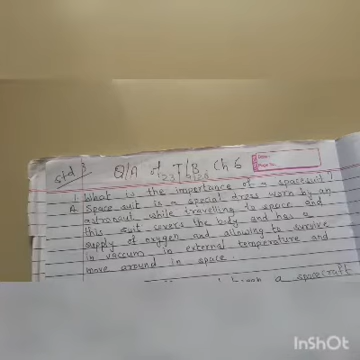 Std
Q/A of T/B Ch 6
1. What is the importance of a spacesuit?
A. Space suit is a special dress worn by an
astronaut while travelling to space and
this suit covers the body and has a
supply of oxygen and allowing to survive
in vaccum in external temperature and
move around in space.
a spacecraft
InShOt